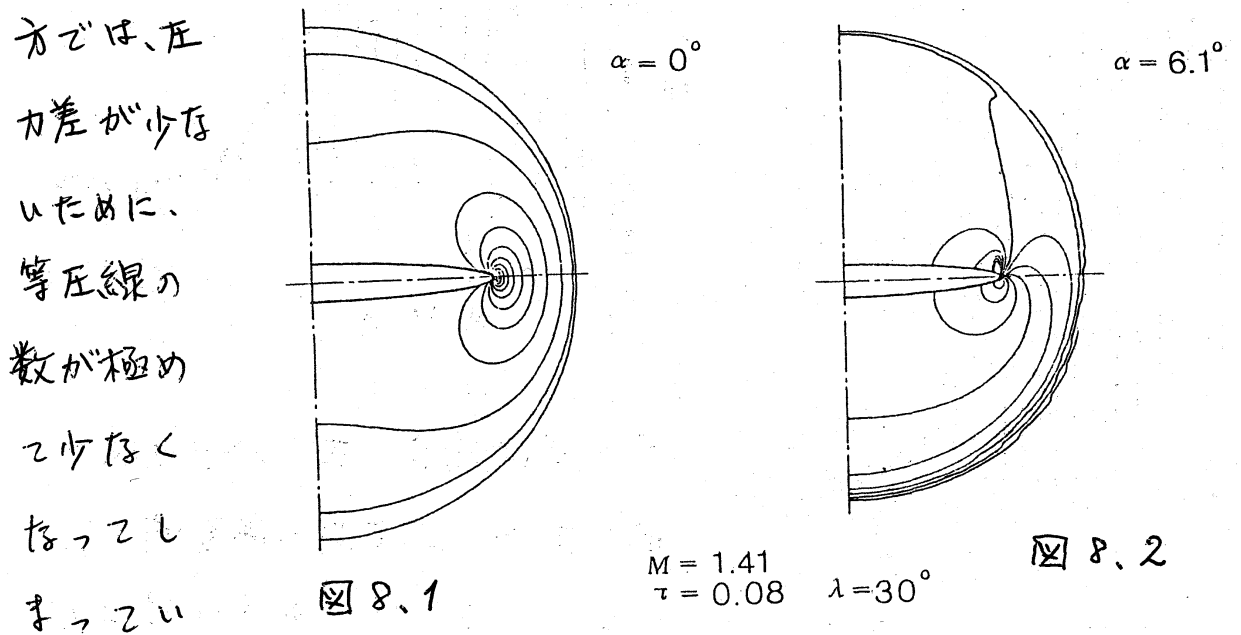 方では、圧
力差が少な
いために、
等圧線の
数が極め
て少なく
なってし
まってい
α = 0°
α = 6.1°
図 8、1
M = 1.41
τ = 0.08 λ=30°
図 8、2